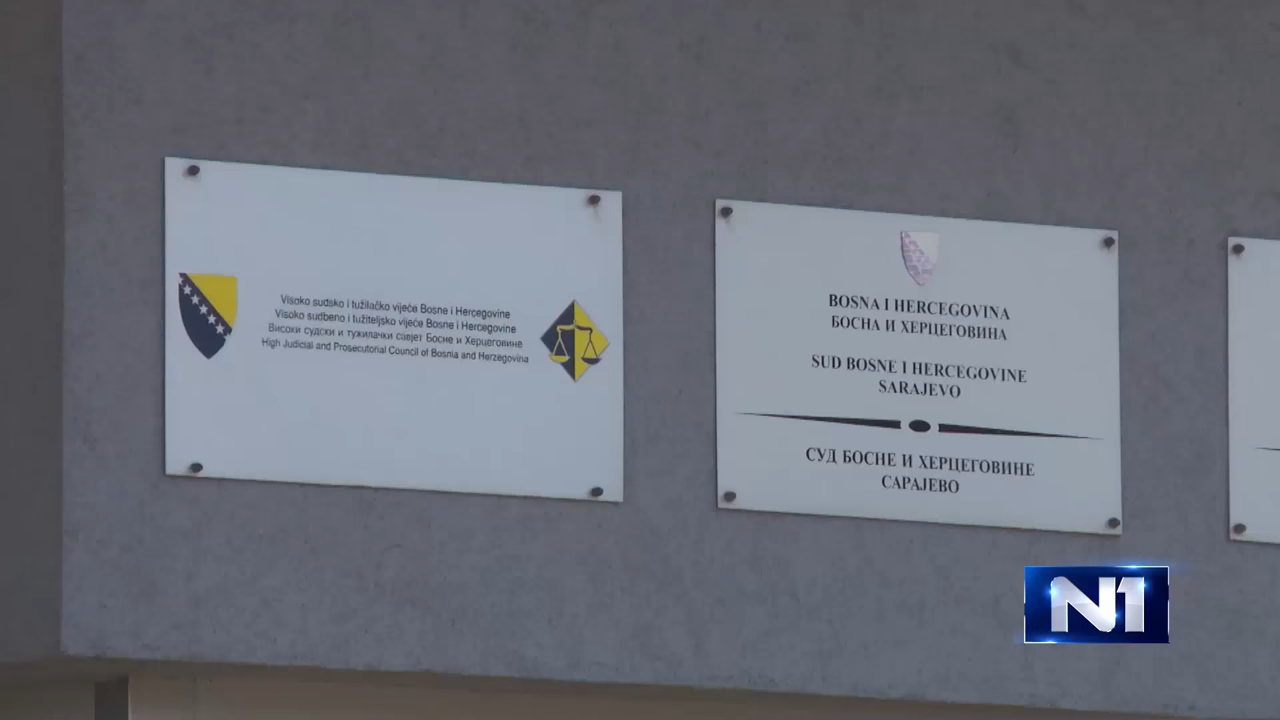 Visoko sudsko i tužilačko vijeće Bosne i Hercegovine
Visoko sudbeno i tužiteljsko vijeće Bosne i Hercegovine
Високи судски и тужилачки савјет Босне и Херцеговине
High Judicial and Prosecutorial Council of Bosnia and Herzegovina
BOSNA I HERCEGOVINA
БОСНА И ХЕРЦЕГОВИНА
SUD BOSNE I HERCEGOVINE
SARAJEVO
СУД БОСНЕ И ХЕРЦЕГОВИНЕ
САРАЈЕВО
N1